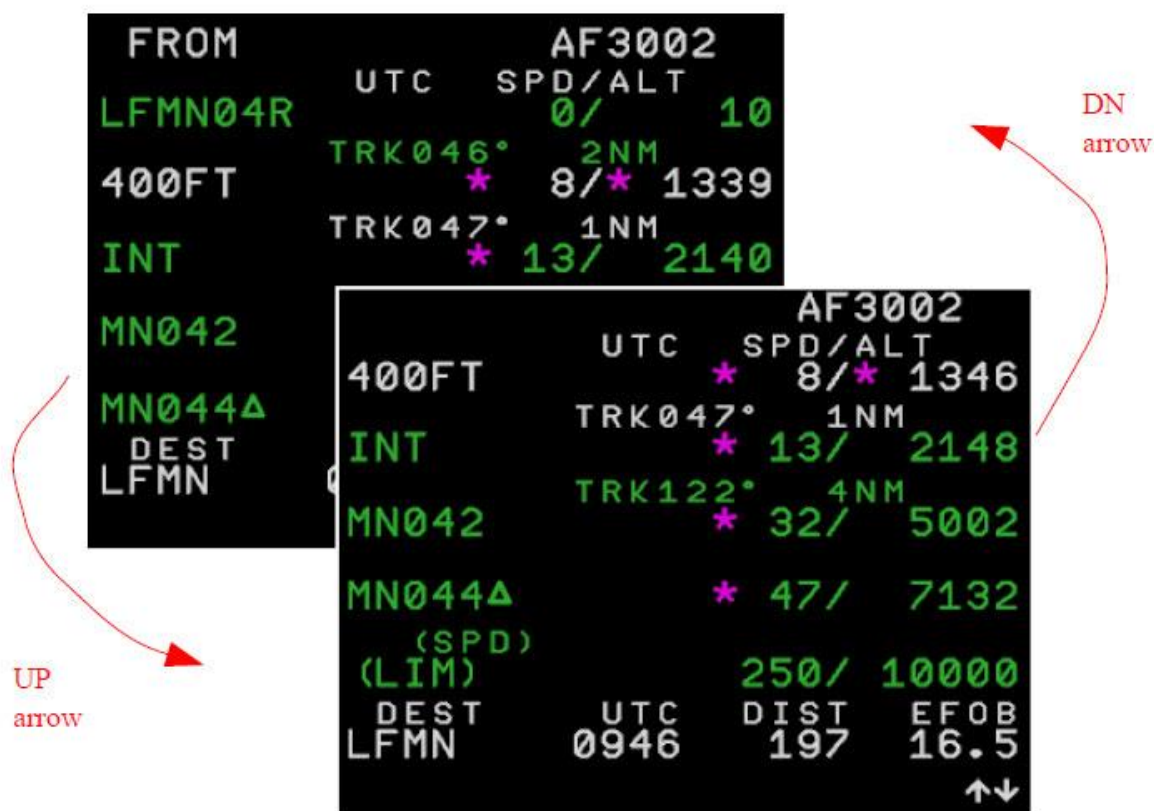 FROM AF3002
UTC SPD/ALT
LFMN04R 0/ 10
TRK046° 2NM
400FT * 8/* 1339
TRK047° 1NM
INT * 13/ 2140
MN042
MN044Δ
DEST
LFMN
AF3002
UTC SPD/ALT
400FT * 8/* 1346
TRK047° 1NM
INT * 13/ 2148
TRK122° 4NM
MN042 * 32/ 5002
MN044Δ * 47/ 7132
(SPD)
(LIM) 250/ 10000
DEST UTC DIST EFOB
LFMN 0946 197 16.5
↑↓
DN
arrow
UP
arrow